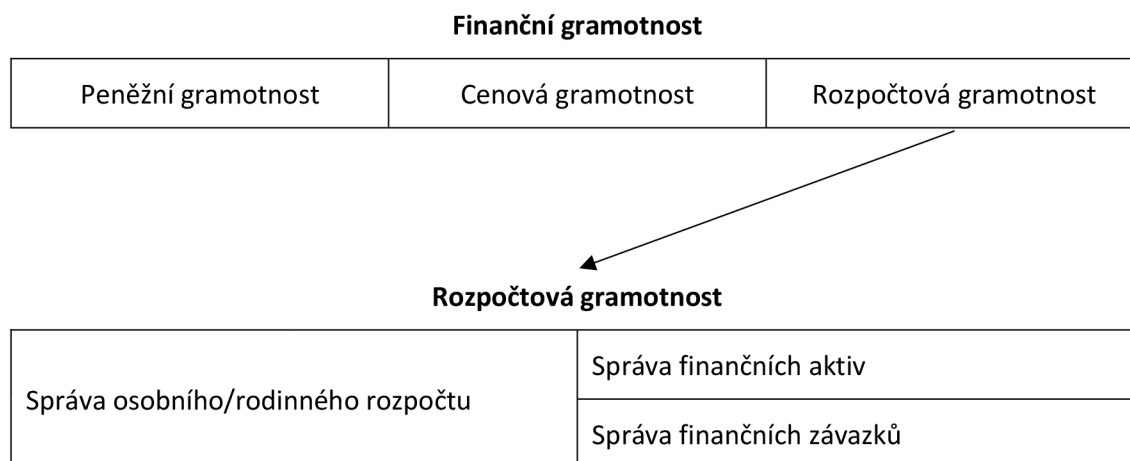 Finanční gramotnost
Peněžní gramotnost
Cenová gramotnost
Rozpočtová gramotnost
Rozpočtová gramotnost
Správa osobního/rodinného rozpočtu
Správa finančních aktiv
Správa finančních závazků